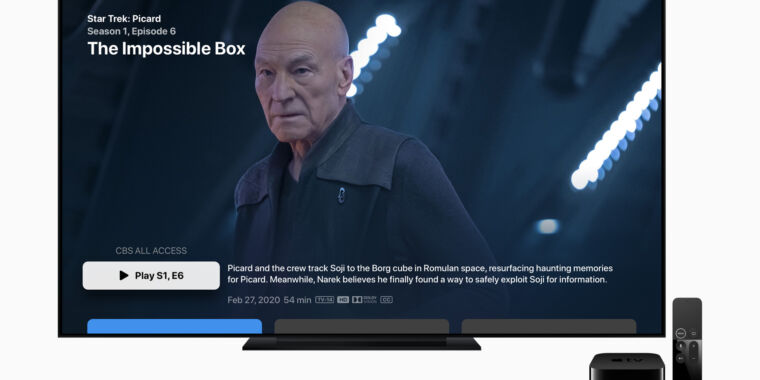 Star Trek: Picard
Season 1, Episode 6
The Impossible Box
CBS ALL ACCESS
Play S1, E6
Picard and the crew track Soji to the Borg cube in Romulan space, resurfacing haunting memories
for Picard. Meanwhile, Narek believes he finally found a way to safely exploit Soji for information.
Feb 27, 2020 54 min TV-14 HD DOLBY VISION CC
MENU
tv